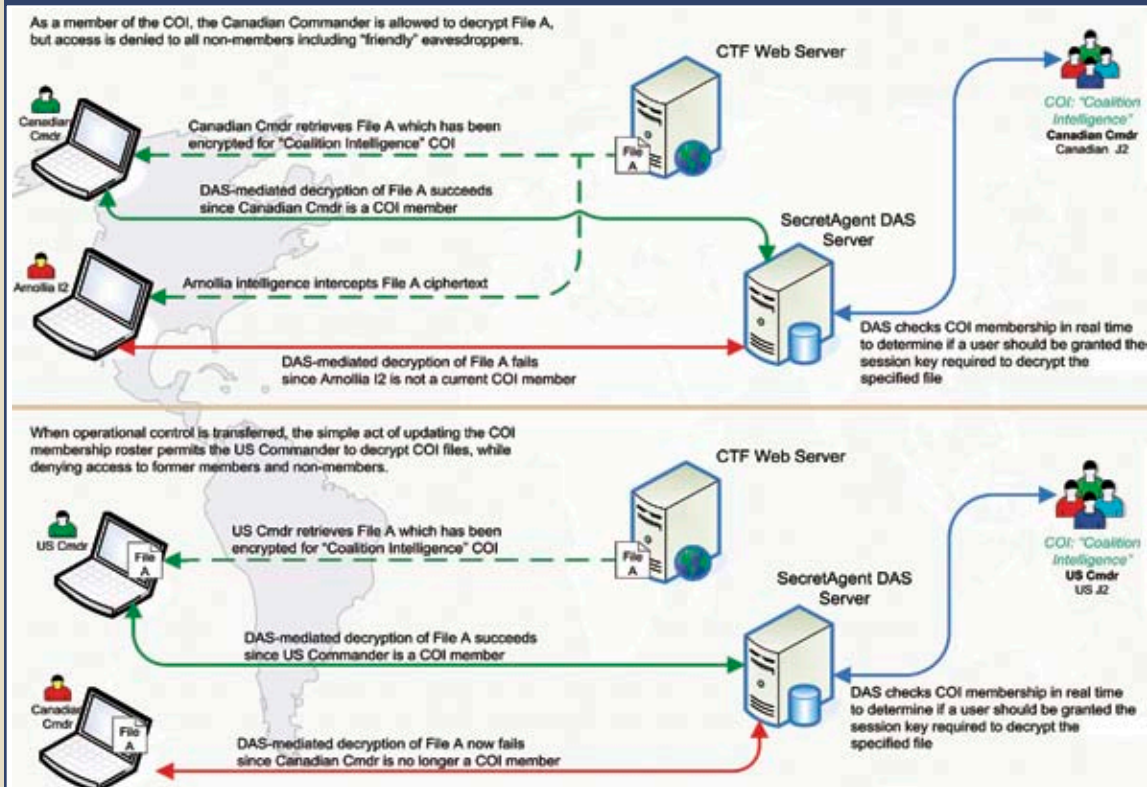 As a member of the COI, the Canadian Commander is allowed to decrypt File A,
but access is denied to all non-members including "friendly" eavesdroppers.
CTF Web Server
Canadian
Cmdr
Canadian Cmdr retrieves File A which has been
encrypted for "Coalition Intelligence" COI
File
A
COI: "Coalition
Intelligence"
Canadian Cmdr
Canadian J2
DAS-mediated decryption of File A succeeds
since Canadian Cmdr is a COI member
SecretAgent DAS
Server
Arnollia I2
Arnollia intelligence intercepts File A ciphertext
DAS-mediated decryption of File A fails
since Arnollia I2 is not a current COI member
DAS checks COI membership in real time
to determine if a user should be granted the
session key required to decrypt the
specified file
When operational control is transferred, the simple act of updating the COI
membership roster permits the US Commander to decrypt COI files, while
denying access to former members and non-members.
CTF Web Server
US Cmdr
File
A
US Cmdr retrieves File A which has been
encrypted for "Coalition Intelligence" COI
File
A
COI: "Coalition
Intelligence"
US Cmdr
US J2
SecretAgent DAS
Server
DAS-mediated decryption of File A succeeds
since US Commander is a COI member
Canadian
Cmdr
File
A
DAS-mediated decryption of File A now fails
since Canadian Cmdr is no longer a COI member
DAS checks COI membership in real time
to determine if a user should be granted the
session key required to decrypt the
specified file